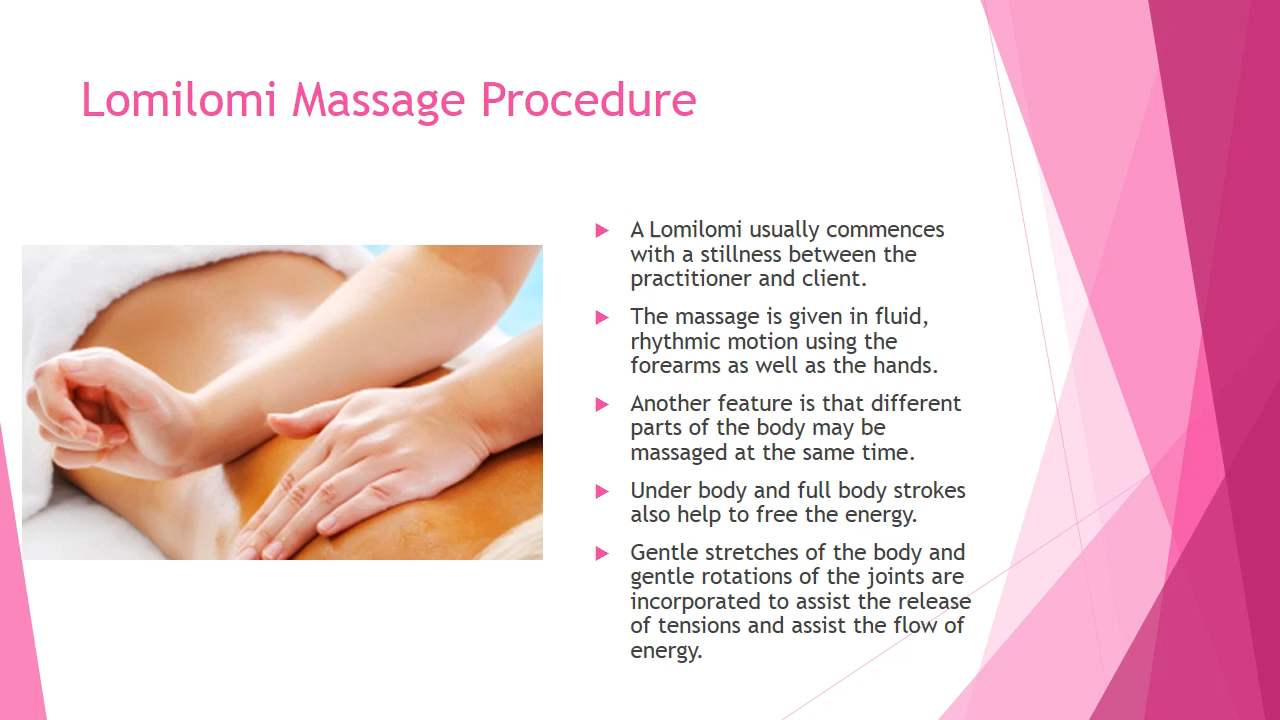 Lomilomi Massage Procedure
A Lomilomi usually commences
with a stillness between the
practitioner and client.
The massage is given in fluid,
rhythmic motion using the
forearms as well as the hands.
Another feature is that different
parts of the body may be
massaged at the same time.
Under body and full body strokes
also help to free the energy.
Gentle stretches of the body and
gentle rotations of the joints are
incorporated to assist the release
of tensions and assist the flow of
energy.